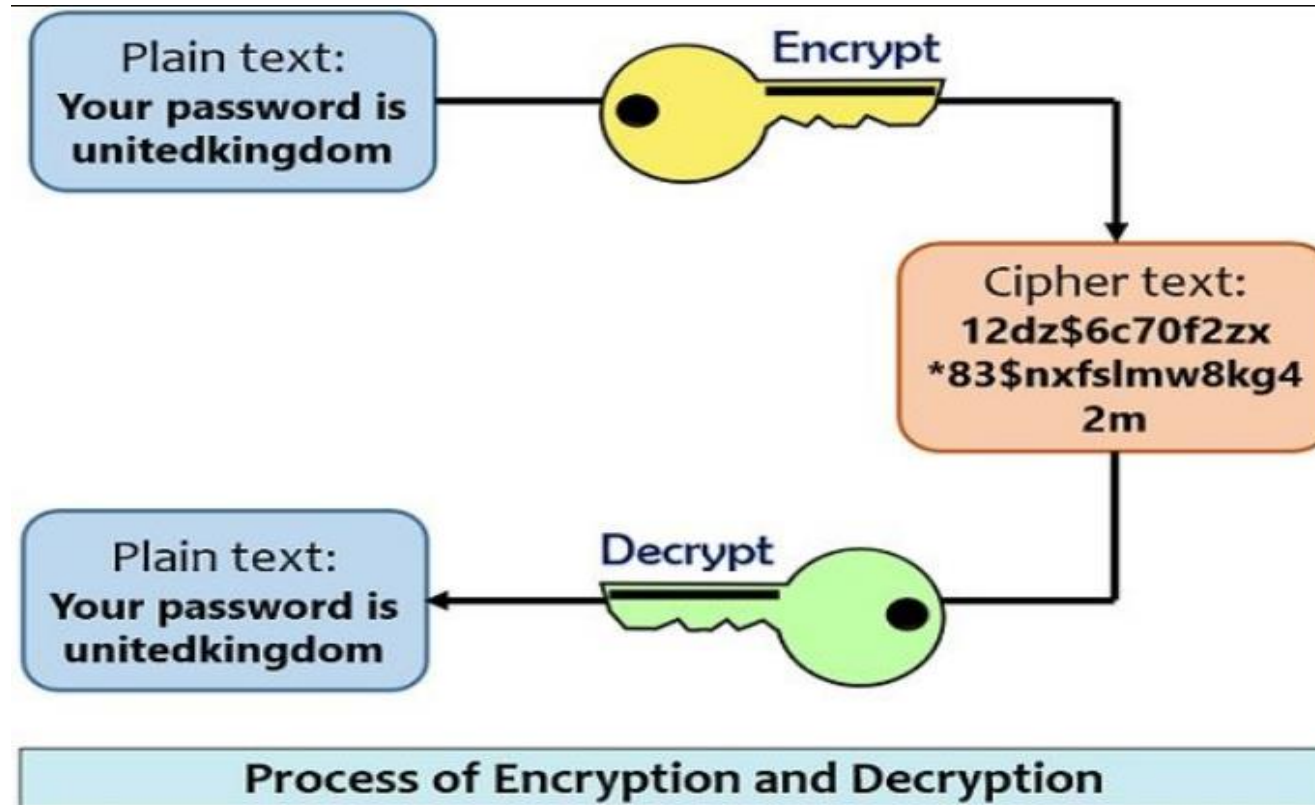 Plain text:
Your password is
unitedkingdom
Encrypt
Cipher text:
12dz$6c70f2zx
*83$nxfslmw8kg4
2m
Decrypt
Plain text:
Your password is
unitedkingdom
Process of Encryption and Decryption